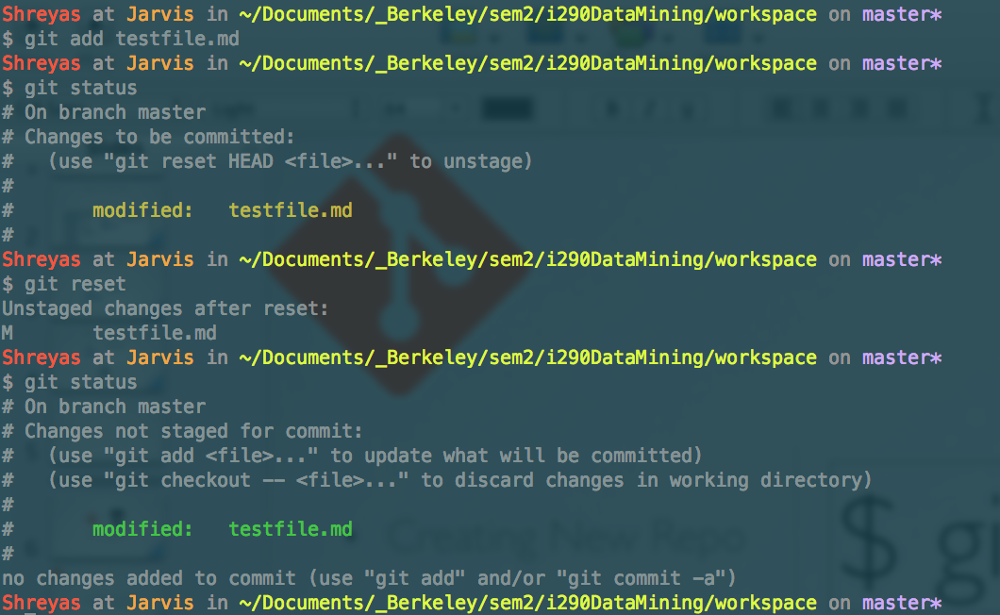 Shreyas at Jarvis in ~/Documents/_Berkeley/sem2/i290DataMining/workspace on master*
$ git add testfile.md
Shreyas at Jarvis in ~/Documents/_Berkeley/sem2/i290DataMining/workspace on master*
$ git status
# On branch master
# Changes to be committed:
#   (use "git reset HEAD <file>..." to unstage)
#
#       modified:   testfile.md
#
Shreyas at Jarvis in ~/Documents/_Berkeley/sem2/i290DataMining/workspace on master*
$ git reset
Unstaged changes after reset:
M       testfile.md
Shreyas at Jarvis in ~/Documents/_Berkeley/sem2/i290DataMining/workspace on master*
$ git status
# On branch master
# Changes not staged for commit:
#   (use "git add <file>..." to update what will be committed)
#   (use "git checkout -- <file>..." to discard changes in working directory)
#
#       modified:   testfile.md
#
Creating New Repo
$ gi
no changes added to commit (use "git add" and/or "git commit -a")
Shreyas at Jarvis in ~/Documents/_Berkeley/sem2/i290DataMining/workspace on master*